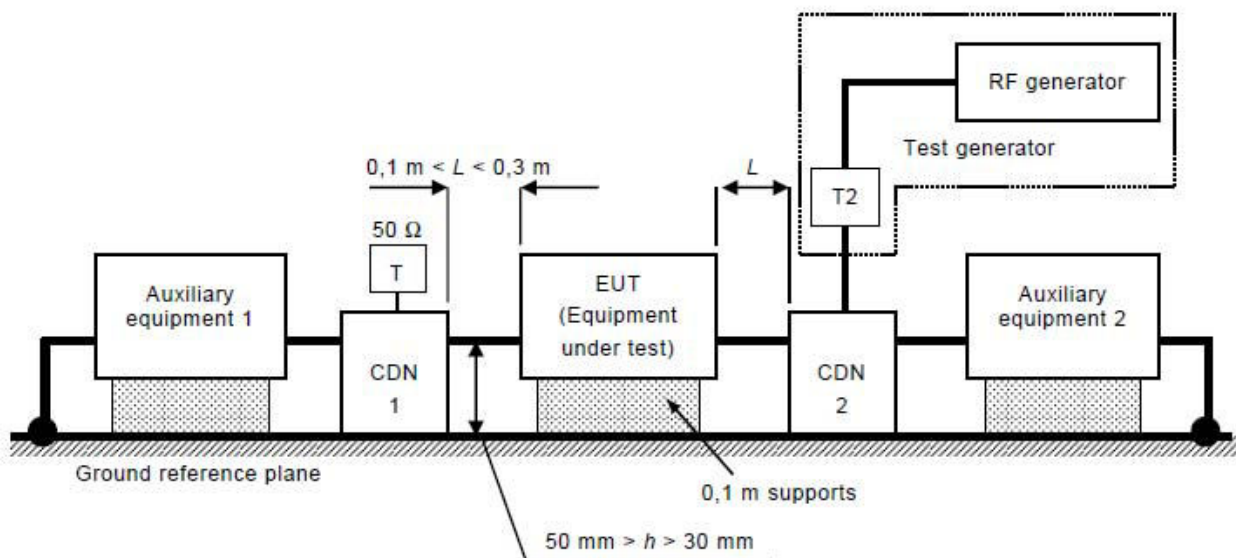 RF generator
Test generator
0,1 m < L < 0,3 m
L
T2
50 Ω
T
Auxiliary
equipment 1
EUT
(Equipment
under test)
Auxiliary
equipment 2
CDN
1
CDN
2
Ground reference plane
0,1 m supports
50 mm > h > 30 mm